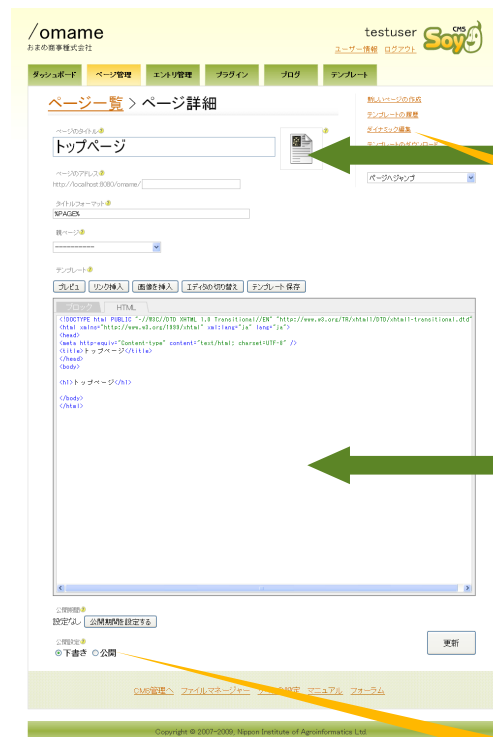 /omame
おまめ商事株式会社
testuser
ユーザー情報 ログアウト
CMS
Soy
ダッシュボード ページ管理 エントリ管理 プラグイン ブログ テンプレート
ページ一覧 > ページ詳細
新しいページの作成
テンプレートの履歴
ダイナミック編集
テンプレートのダウンロード
ページのタイトル
トップページ
ページのアドレス
http://localhost:8080/omame/
ページへジャンプ
タイトルフォーマット
%PAGE%
親ページ
----------
テンプレート
プレビュ リンク挿入 画像を挿入 エディタの切り替え テンプレート保存
ブロック HTML
<!DOCTYPE html PUBLIC "-//W3C//DTD XHTML 1.0 Transitional//EN" "http://www.w3.org/TR/xhtml1/DTD/xhtml1-transitional.dtd"
<html xmlns="http://www.w3.org/1999/xhtml" xml:lang="ja" lang="ja">
<head>
<meta http-equiv="Content-type" content="text/html; charset=UTF-8" />
<title>トップページ</title>
</head>
<body>
<h1>トップページ</h1>
</body>
</html>
公開期間
設定なし 公開期間を設定する
公開設定
下書き 公開
更新
CMS管理へ ファイルマネージャー 設定 マニュアル フォーラム
Copyright © 2007-2009, Nippon Institute of Agroinformatics Ltd.